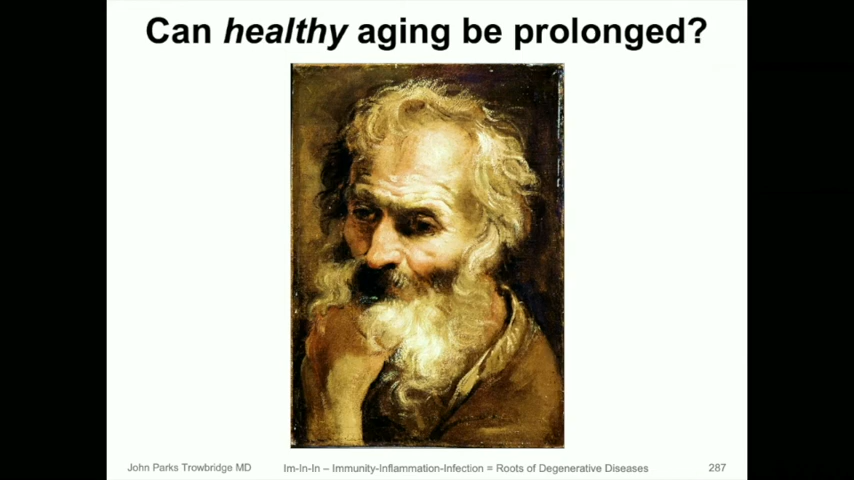 Can healthy aging be prolonged?
John Parks Trowbridge MD
Im-In-In – Immunity-Inflammation-Infection = Roots of Degenerative Diseases
287